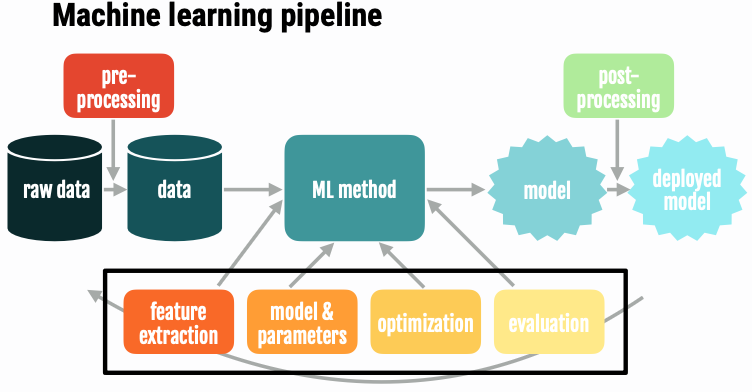 Machine learning pipeline
pre-
processing
post-
processing
raw data
data
ML method
model
deployed
model
feature
extraction
model &
parameters
optimization
evaluation